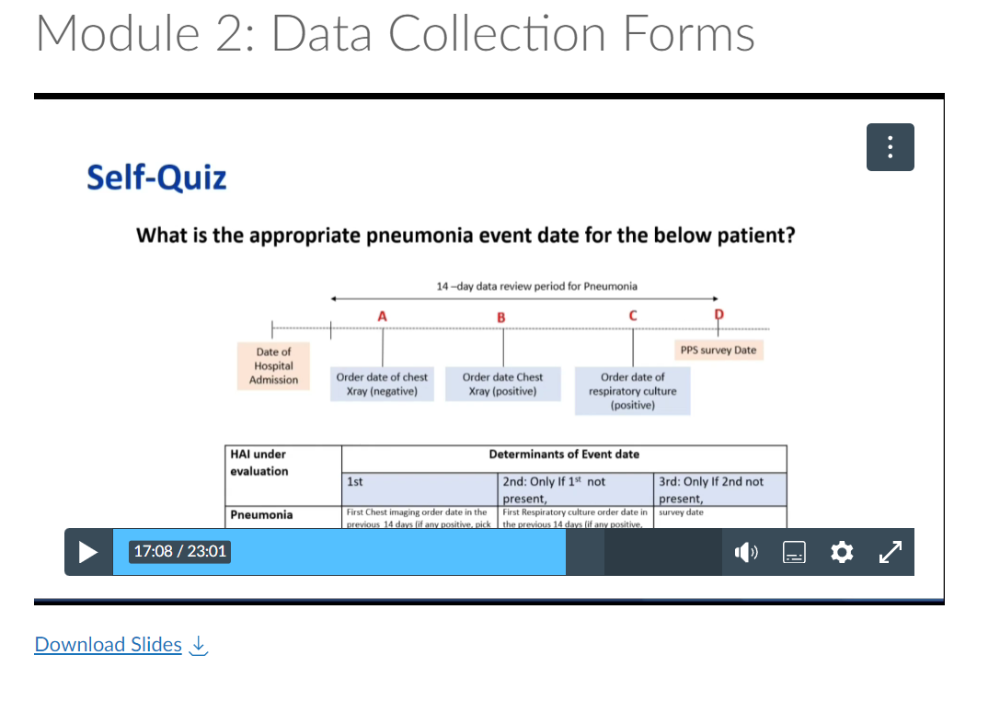 Module 2: Data Collection Forms
Self-Quiz
What is the appropriate pneumonia event date for the below patient?
14 –day data review period for Pneumonia
A
B
C
D
Date of
Hospital
Admission
Order date of chest
Xray (negative)
Order date Chest
Xray (positive)
Order date of
respiratory culture
(positive)
PPS survey Date
HAI under
evaluation
Determinants of Event date
1st
2nd: Only If 1st not
present,
3rd: Only If 2nd not
present,
Pneumonia
First Chest imaging order date in the
previous 14 days (if any positive, pick
First Respiratory culture order date in
the previous 14 days (if any positive,
survey date
17:08 / 23:01
Download Slides